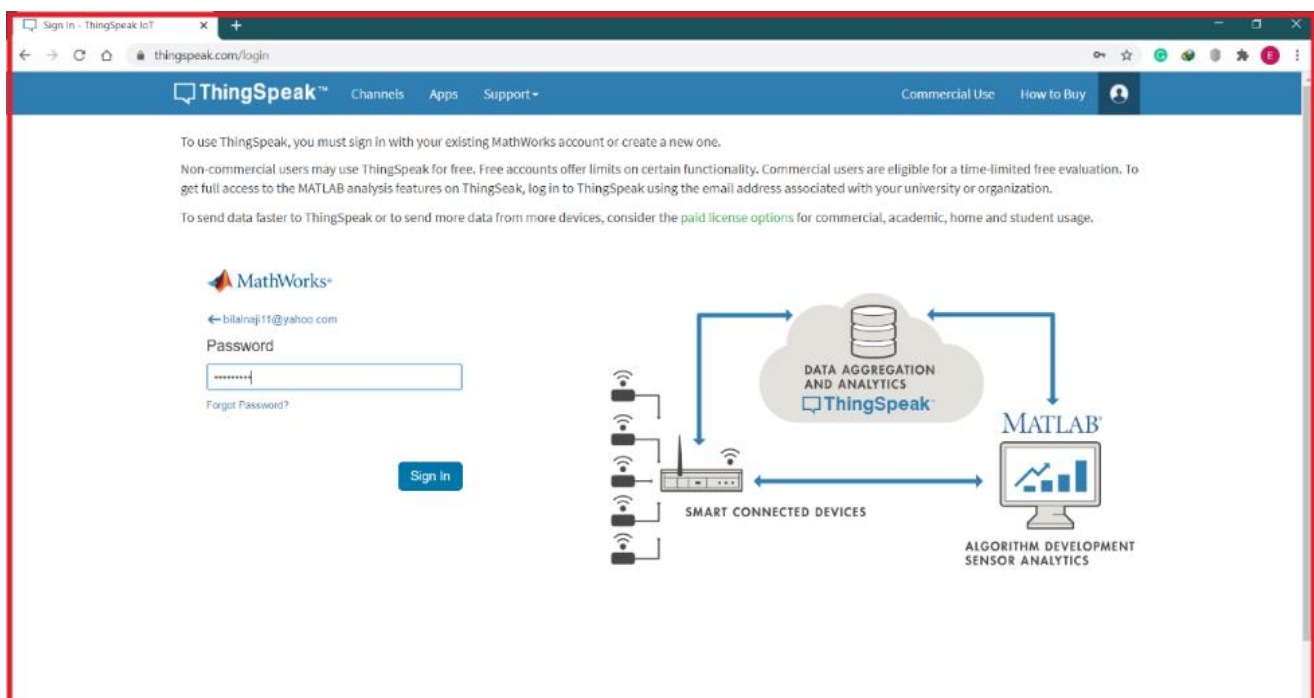 Sign In - ThingSpeak IoT
thingspeak.com/login
E
ThingSpeak™ Channels Apps Support Commercial Use How to Buy
To use ThingSpeak, you must sign in with your existing MathWorks account or create a new one.
Non-commercial users may use ThingSpeak for free. Free accounts offer limits on certain functionality. Commercial users are eligible for a time-limited free evaluation. To
get full access to the MATLAB analysis features on ThingSeak, log in to ThingSpeak using the email address associated with your university or organization.
To send data faster to ThingSpeak or to send more data from more devices, consider the paid license options for commercial, academic, home and student usage.
MathWorks®
bilalnaji11@yahoo.com
Password
Forgot Password?
Sign In
DATA AGGREGATION
AND ANALYTICS
ThingSpeak™
SMART CONNECTED DEVICES
MATLAB®
ALGORITHM DEVELOPMENT
SENSOR ANALYTICS